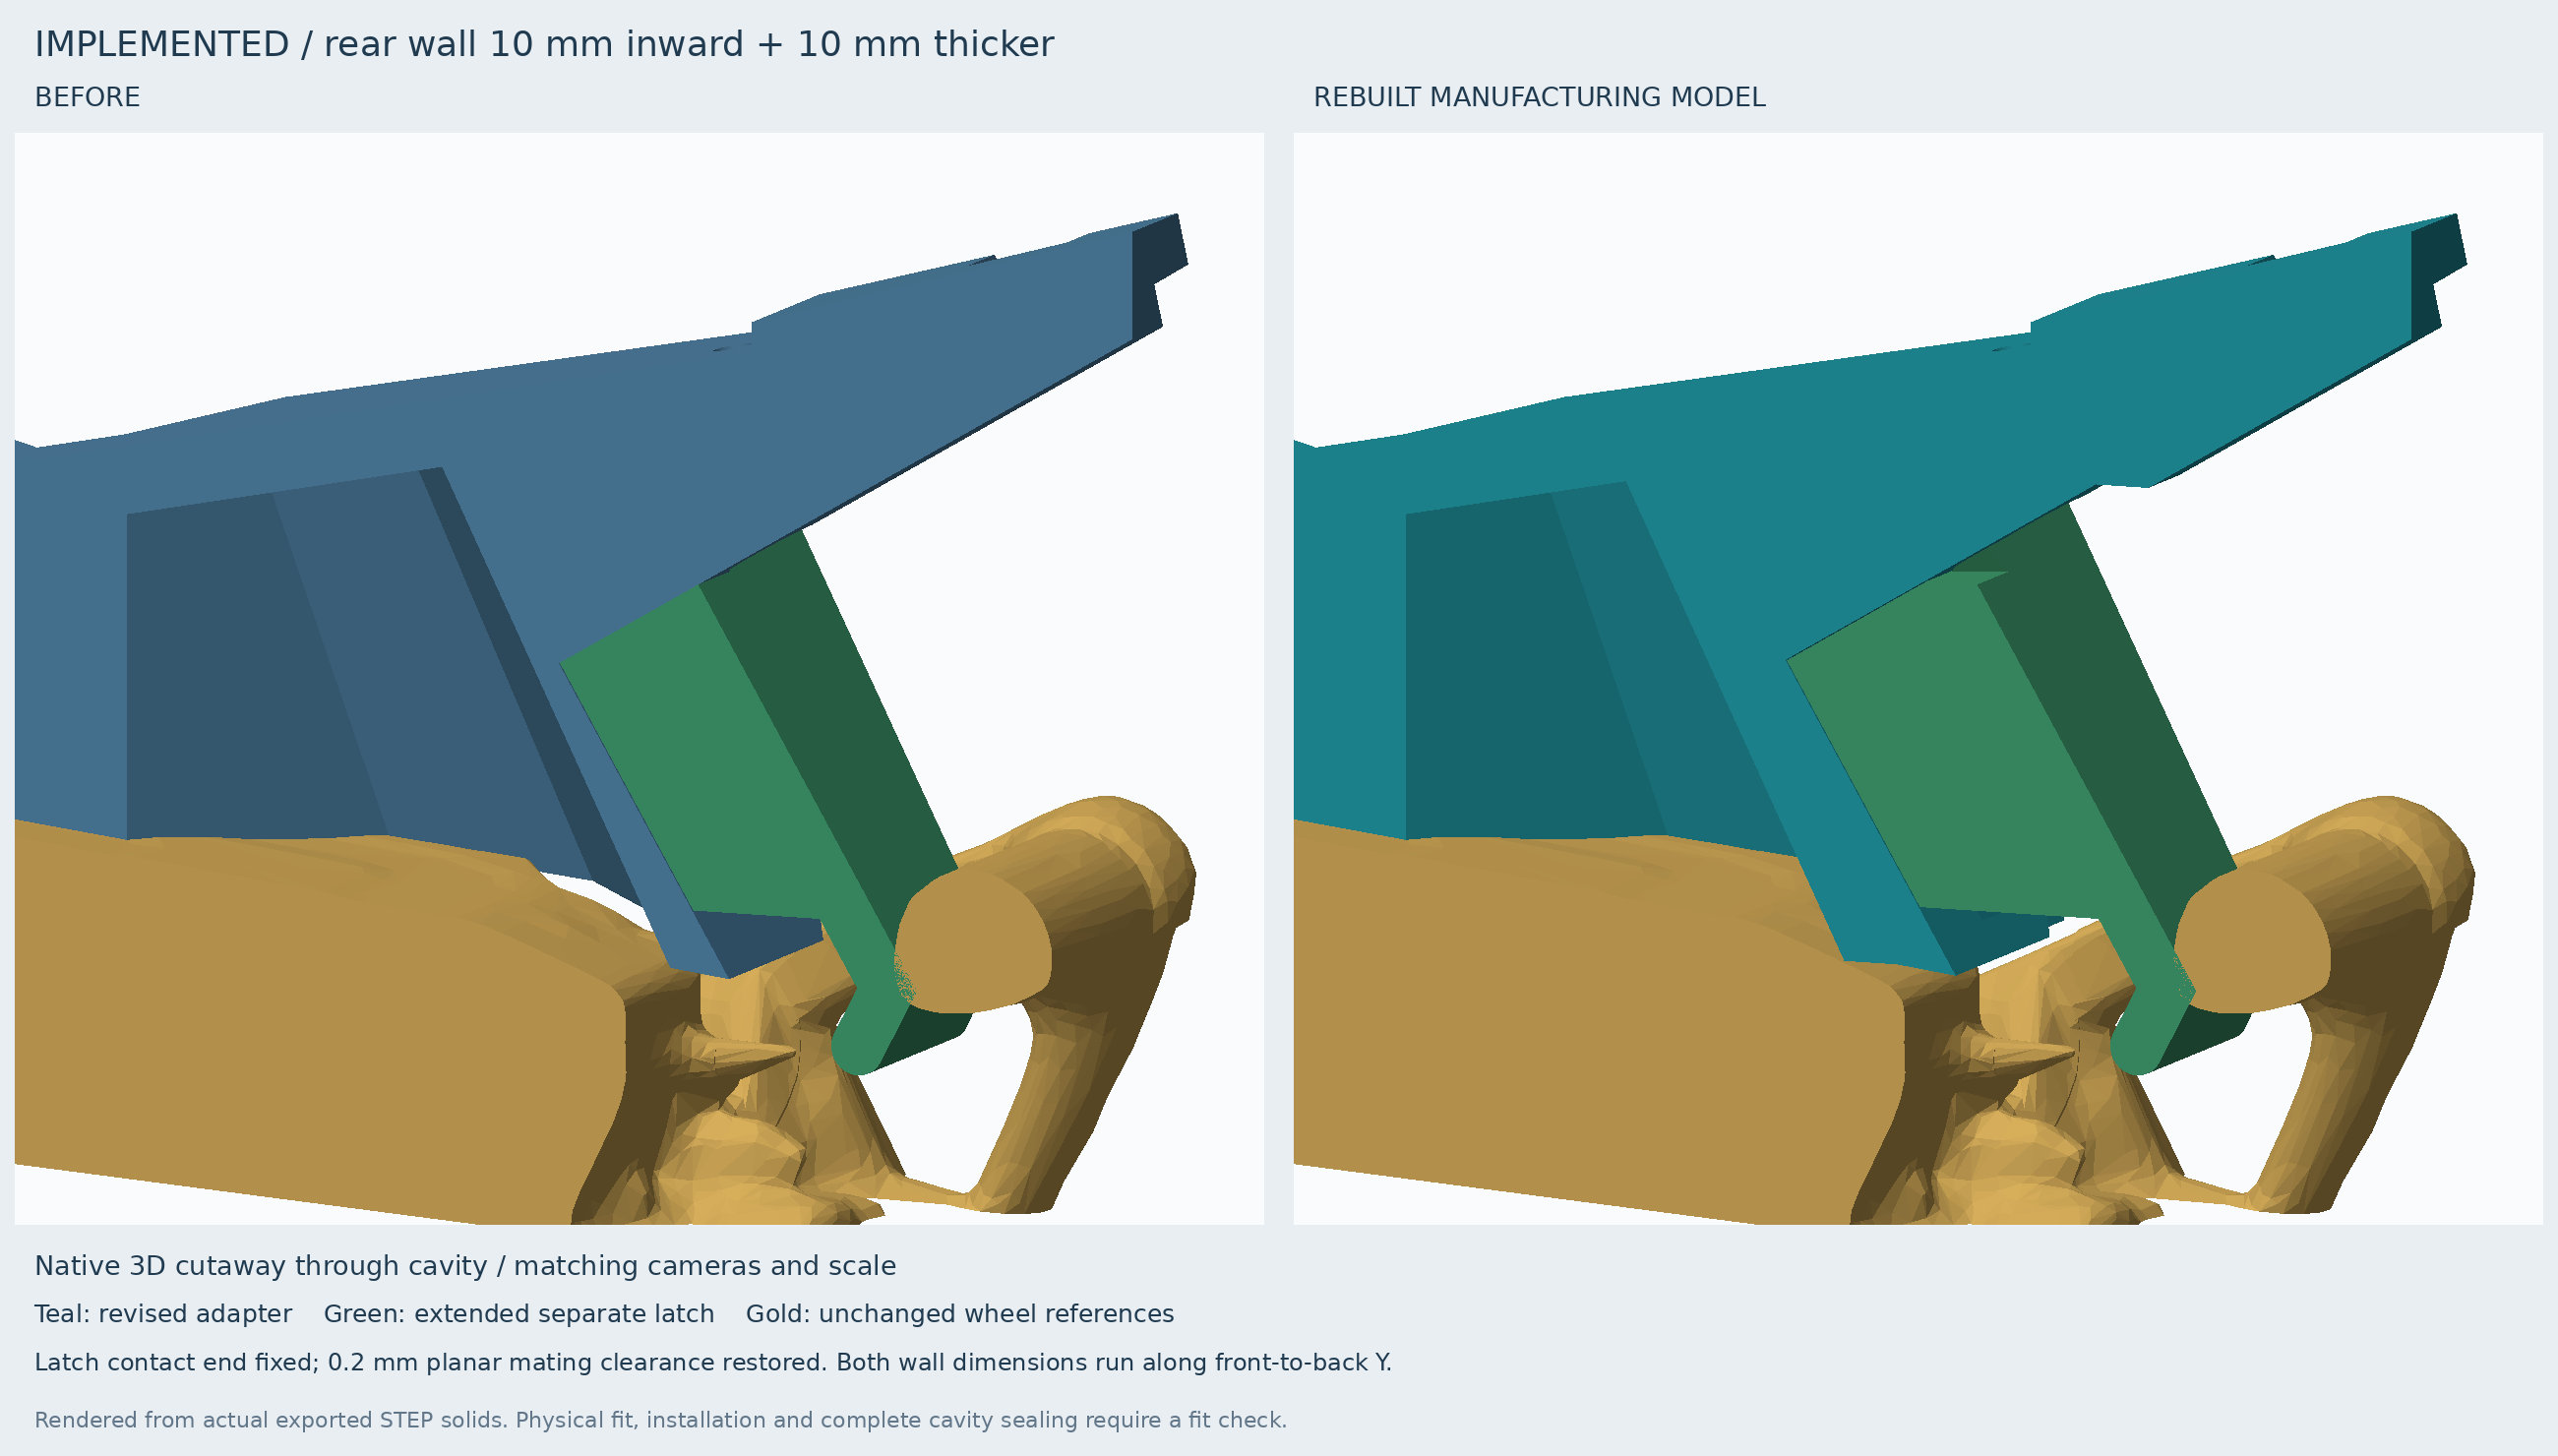 IMPLEMENTED / rear wall 10 mm inward + 10 mm thicker
BEFORE
REBUILT MANUFACTURING MODEL
Native 3D cutaway through cavity / matching cameras and scale
Teal: revised adapter    Green: extended separate latch    Gold: unchanged wheel references
Latch contact end fixed; 0.2 mm planar mating clearance restored. Both wall dimensions run along front-to-back Y.
Rendered from actual exported STEP solids. Physical fit, installation and complete cavity sealing require a fit check.